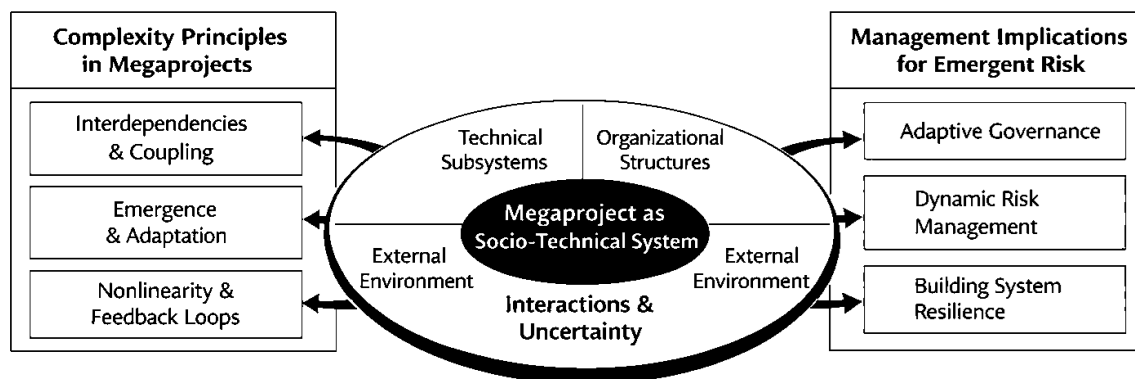 Complexity Principles
in Megaprojects
Interdependencies
& Coupling
Emergence
& Adaptation
Nonlinearity &
Feedback Loops
Technical
Subsystems
Organizational
Structures
Megaproject as
Socio-Technical System
External
Environment
External
Environment
Interactions &
Uncertainty
Management Implications
for Emergent Risk
Adaptive Governance
Dynamic Risk
Management
Building System
Resilience